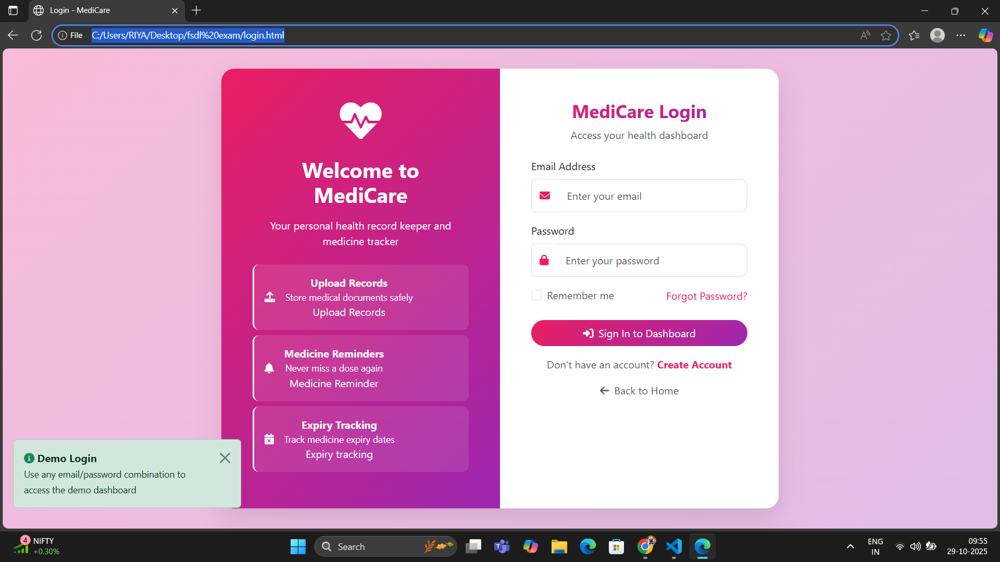 Login - MediCare
File
C:/Users/RIYA/Desktop/fsdl%20exam/login.html
Welcome to
MediCare
Your personal health record keeper and
medicine tracker
Upload Records
Store medical documents safely
Upload Records
Medicine Reminders
Never miss a dose again
Medicine Reminder
Expiry Tracking
Track medicine expiry dates
Expiry tracking
MediCare Login
Access your health dashboard
Email Address
Enter your email
Password
Enter your password
Remember me
Forgot Password?
Sign In to Dashboard
Don't have an account? Create Account
Back to Home
Demo Login
Use any email/password combination to
access the demo dashboard
4
NIFTY
+0.30%
Search
ENG
IN
09:55
29-10-2025